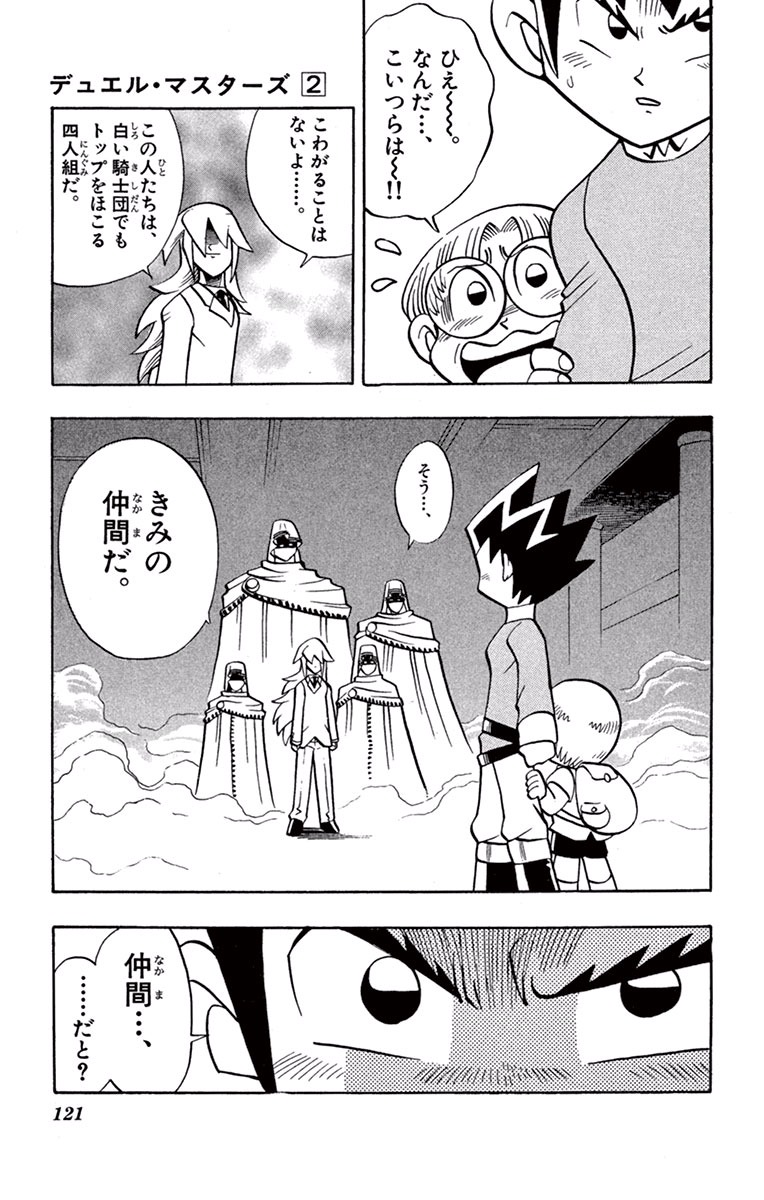 デュエル・マスターズ 2
ひえ〜〜。
なんだ…、
こいつらは〜!!
こわがることは
ないよ………。
この人たちは、
白い騎士団でも
トップをほこる
四人組だ。
そう…、
きみの
仲間だ。
仲間…、
……だと?
121